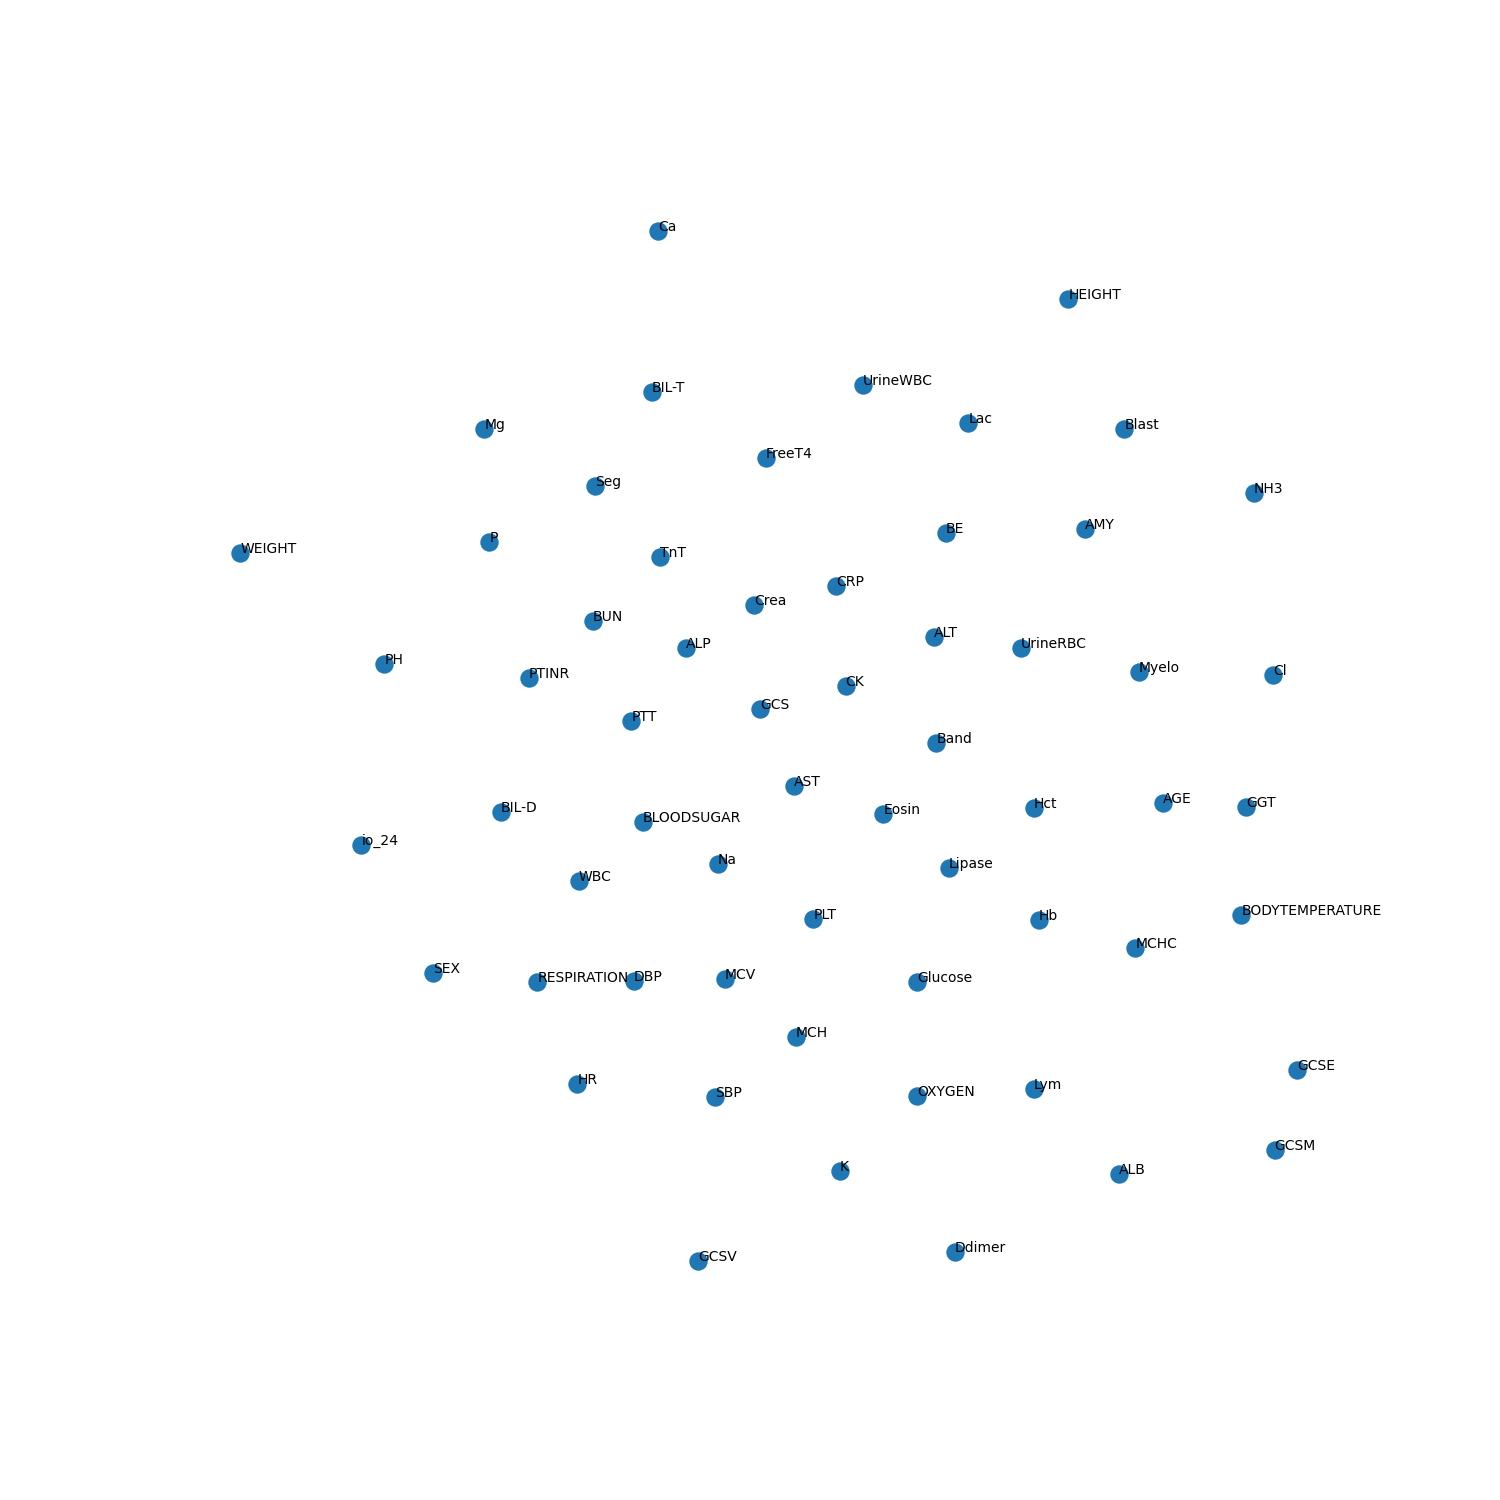 Ca
HEIGHT
UrineWBC
BIL-T
Lac
Mg
Blast
FreeT4
Seg
NH3
AMY
BE
P
WEIGHT
TnT
CRP
Crea
BUN
ALT
ALP
UrineRBC
PH
Myelo
Cl
PTINR
CK
GCS
PTT
Band
AST
AGE
GGT
Hct
BIL-D
Eosin
BLOODSUGAR
io_24
Na
Lipase
WBC
BODYTEMPERATURE
PLT
Hb
MCHC
SEX
MCV
DBP
RESPIRATION
Glucose
MCH
GCSE
HR
Lym
OXYGEN
SBP
GCSM
K
ALB
Ddimer
GCSV